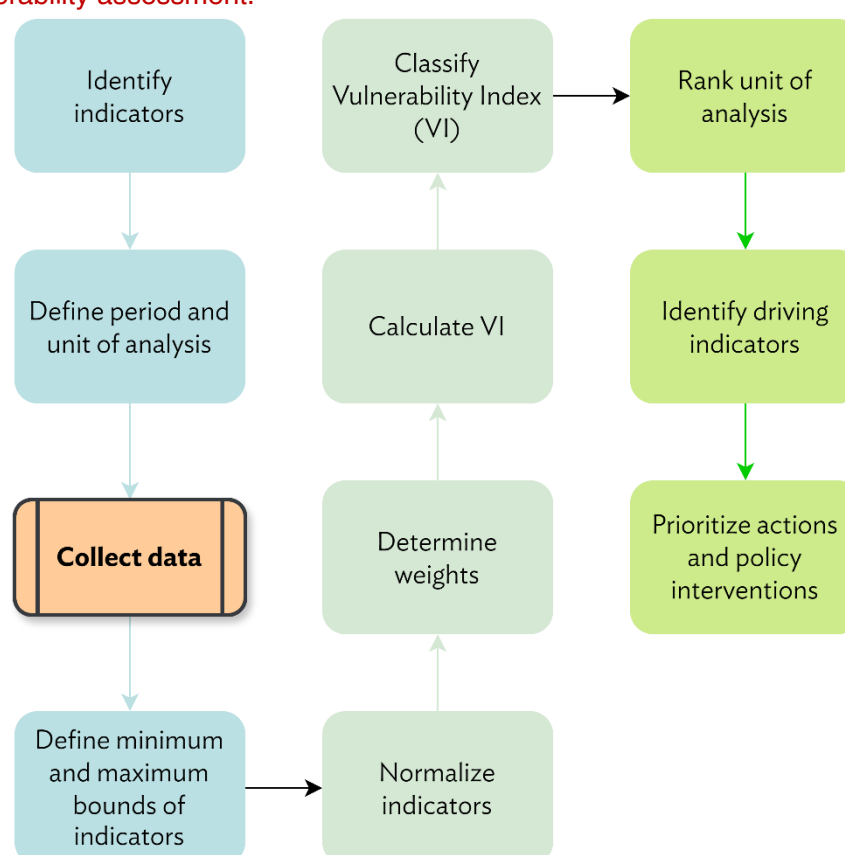 assessment.
Identify
indicators
Define period and
unit of analysis
Collect data
Define minimum
and maximum
bounds of
indicators
Normalize
indicators
Determine
weights
Calculate VI
Classify
Vulnerability Index
(VI)
Rank unit of
analysis
Identify driving
indicators
Prioritize actions
and policy
interventions